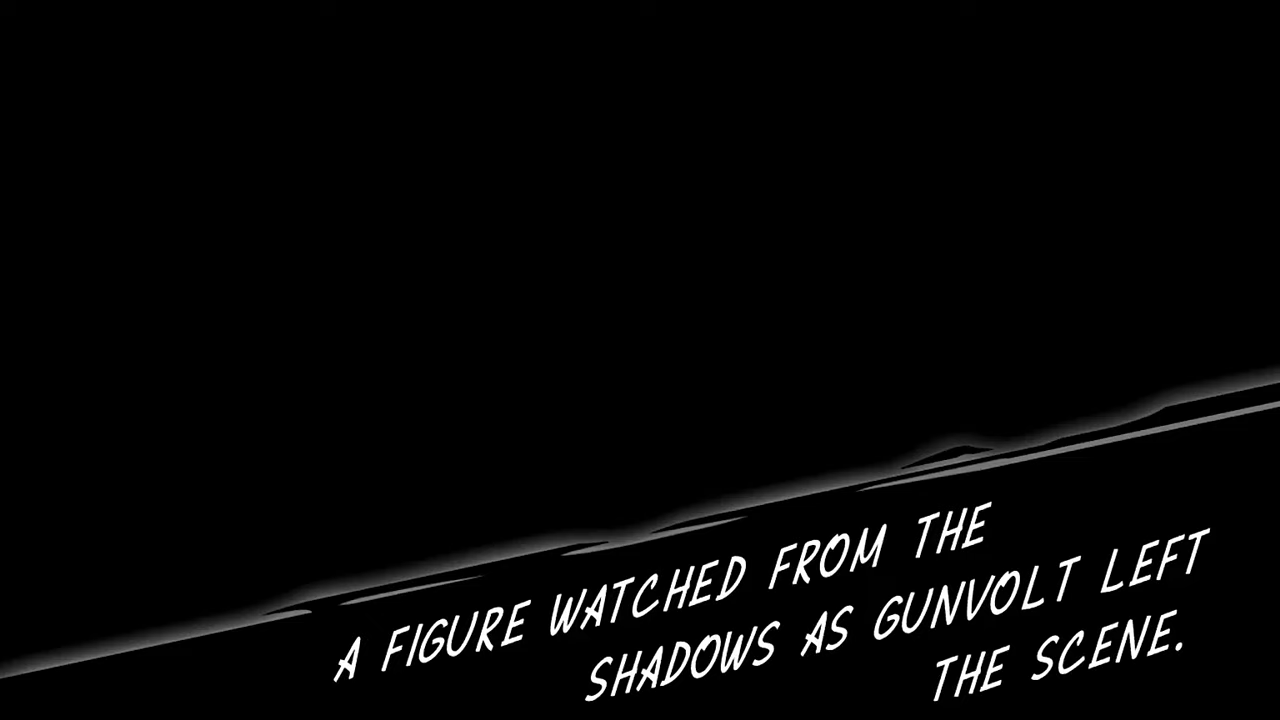 A FIGURE WATCHED FROM THE
SHADOWS AS GUNVOLT LEFT
THE SCENE.